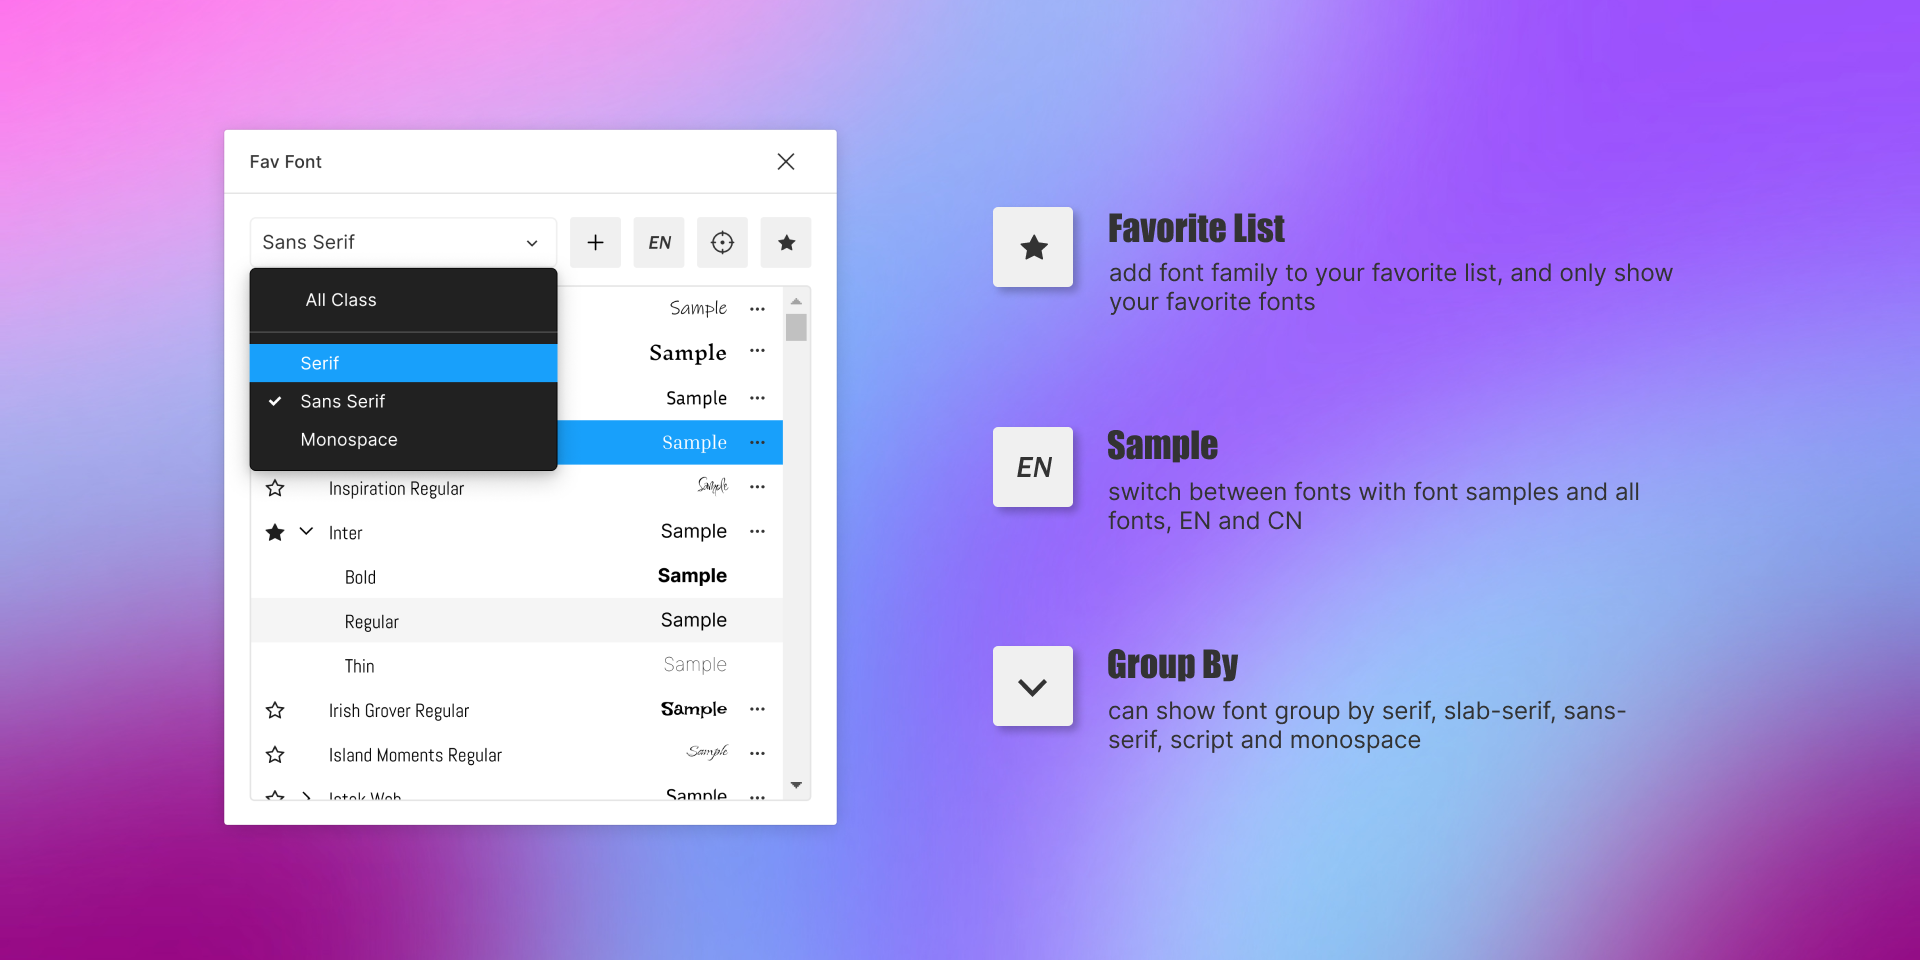 Fav Font
Sans Serif
EN
All Class
Serif
Sans Serif
Monospace
Sample
Sample
Sample
Sample
Inspiration Regular Sample
Inter Sample
Bold Sample
Regular Sample
Thin Sample
Irish Grover Regular Sample
Island Moments Regular Sample
Istok Web Sample
Favorite List
add font family to your favorite list, and only show
your favorite fonts
EN
Sample
switch between fonts with font samples and all
fonts, EN and CN
Group By
can show font group by serif, slab-serif, sans-
serif, script and monospace